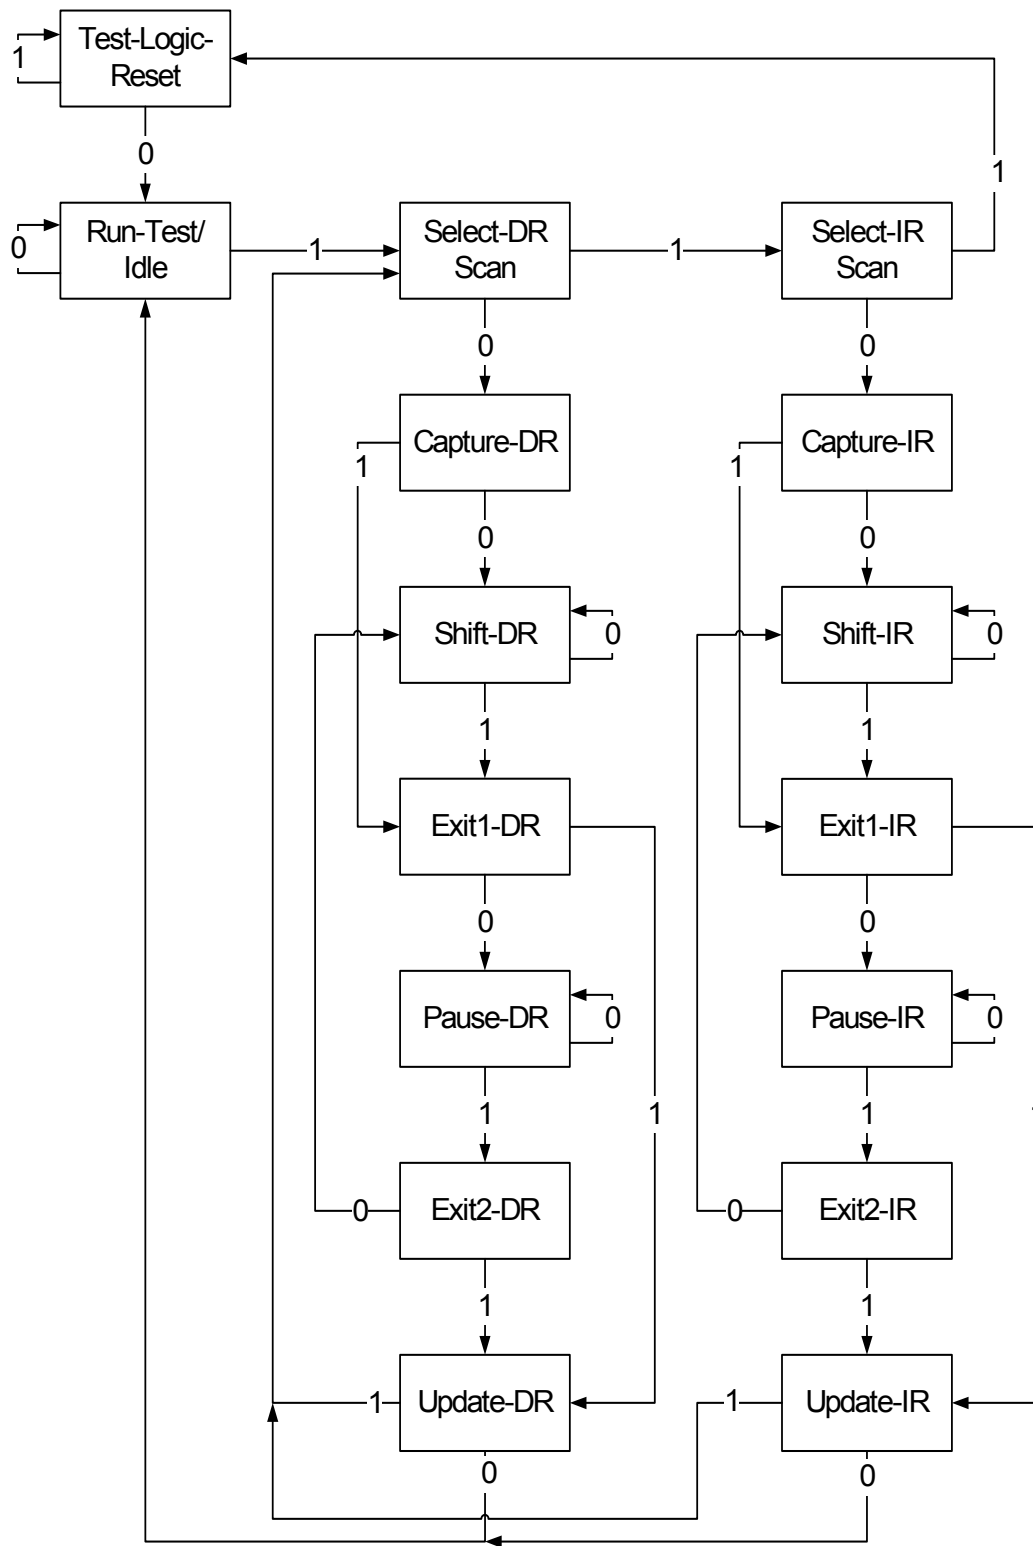 Test-Logic-
Reset
1
0
1
Run-Test/
Idle
0
1
Select-DR
Scan
1
Select-IR
Scan
0
0
Capture-DR
1
Capture-IR
1
0
0
Shift-DR
0
Shift-IR
0
1
1
Exit1-DR
Exit1-IR
0
0
Pause-DR
0
Pause-IR
0
1
1
1
Exit2-DR
0
Exit2-IR
0
1
1
Update-DR
1
Update-IR
1
0
0